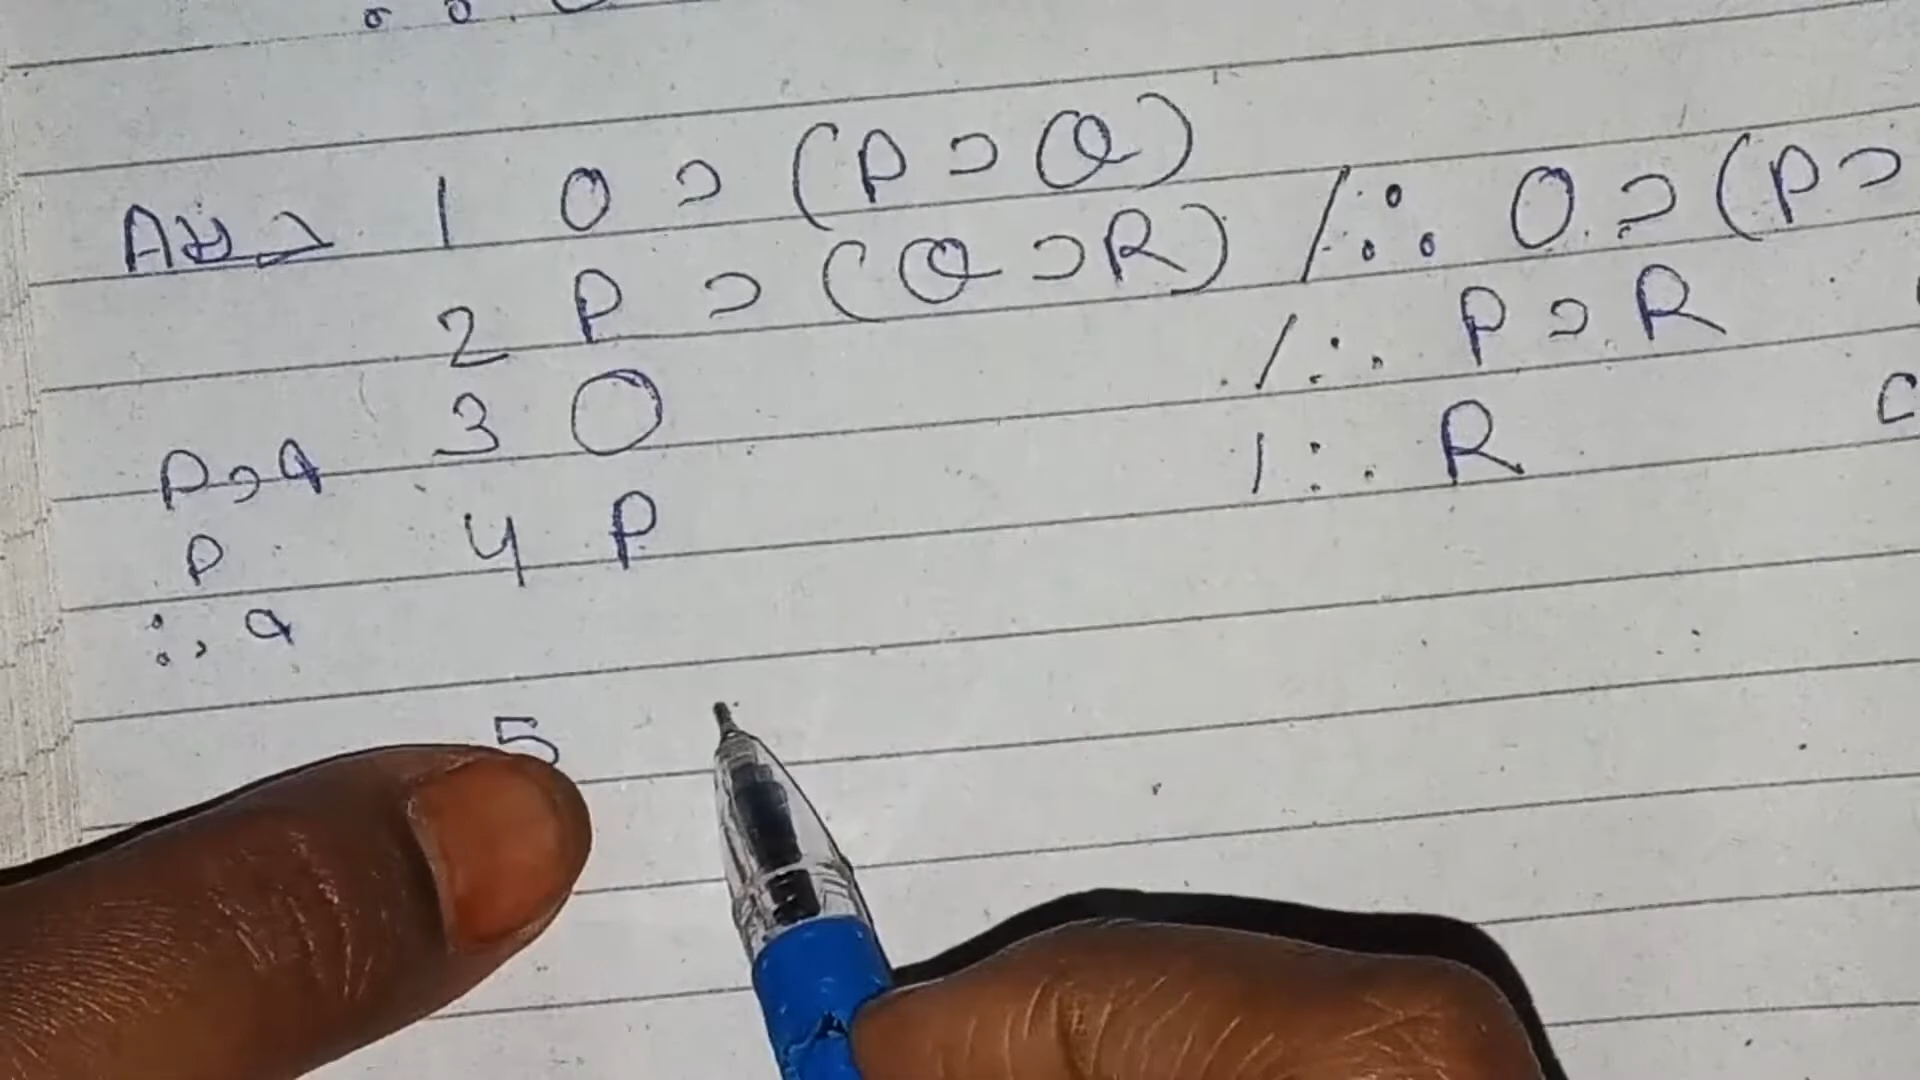 Ans → 1 O ⊃ (P ⊃ Q)
2 P ⊃ (Q ⊃ R) /∴ O ⊃ (P ⊃
3 O /∴ P ⊃ R
P ⊃ q 4 P /∴ R C
P
∴ q
5